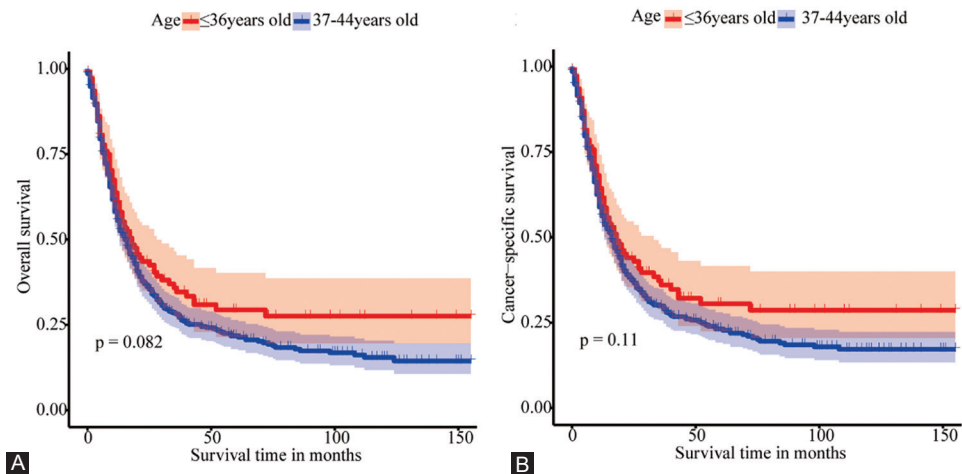 Age ≤36years old 37-44years old
Overall survival
1.00
0.75
0.50
0.25
0.00
p = 0.082
0 50 100 150
Survival time in months
A
Age ≤36years old 37-44years old
Cancer-specific survival
1.00
0.75
0.50
0.25
0.00
p = 0.11
0 50 100 150
Survival time in months
B